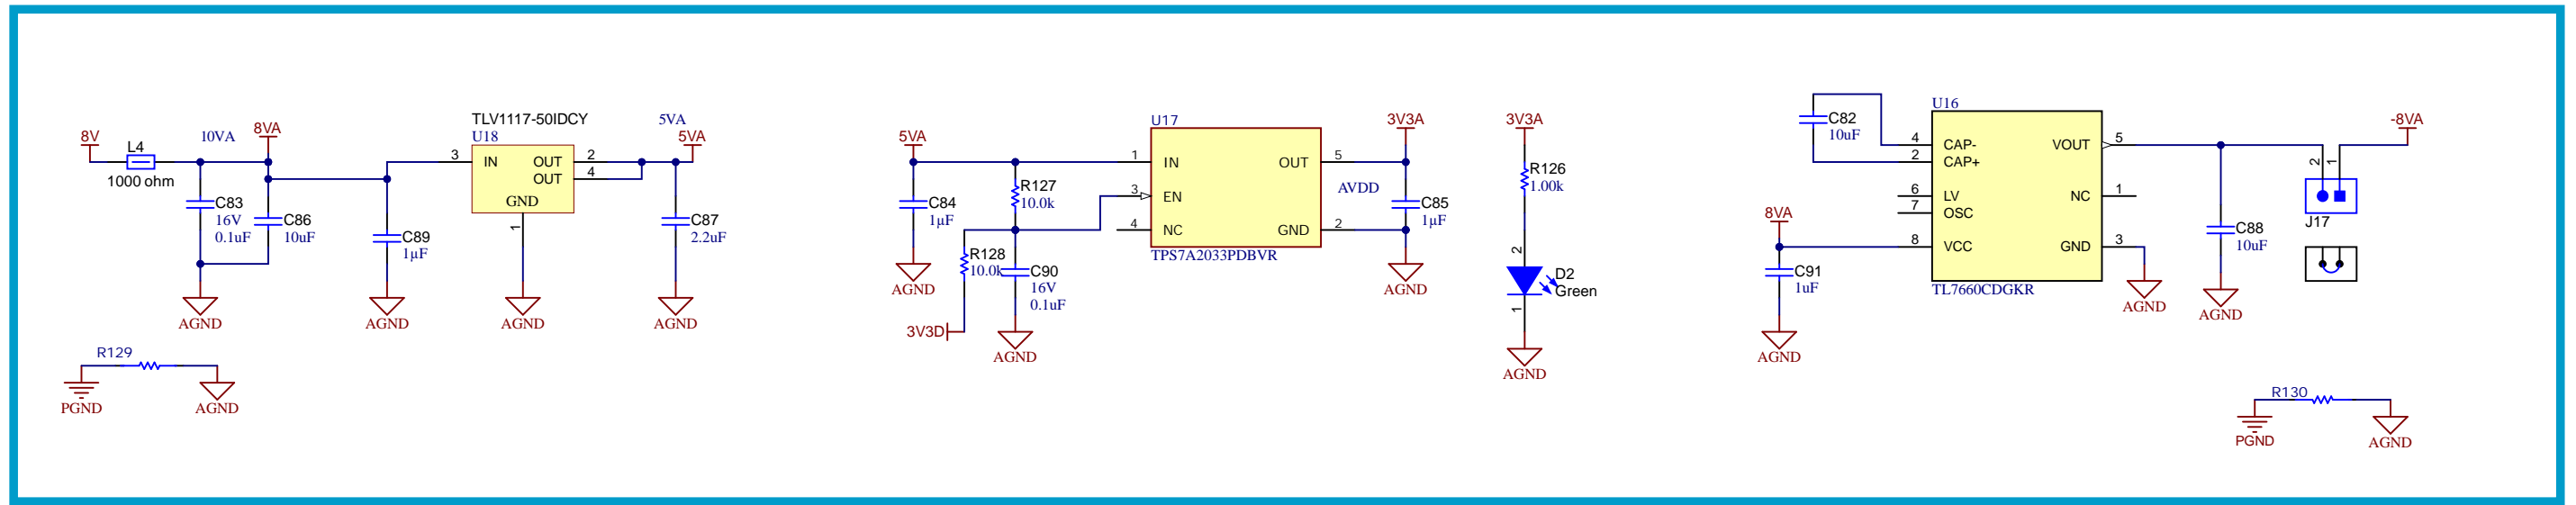 8V
L4
1000 ohm
10VA
8VA
C83
16V
0.1uF
C86
10uF
AGND
C89
1µF
AGND
TLV1117-50IDCY
U18
3
IN
OUT
2
OUT
4
GND
1
AGND
5VA
5VA
C87
2.2uF
AGND
R129
PGND
AGND
5VA
C84
1µF
AGND
R127
10.0k
R128
10.0k
3V3D
C90
16V
0.1uF
AGND
U17
1
IN
OUT
5
3
EN
4
NC
GND
2
TPS7A2033PDBVR
AVDD
3V3A
C85
1µF
AGND
3V3A
R126
1.00k
2
D2
Green
1
AGND
C82
10uF
8VA
C91
1uF
AGND
U16
4
CAP-
VOUT
5
2
CAP+
6
LV
NC
1
7
OSC
8
VCC
GND
3
TL7660CDGKR
AGND
C88
10uF
AGND
2
1
J17
-8VA
R130
PGND
AGND